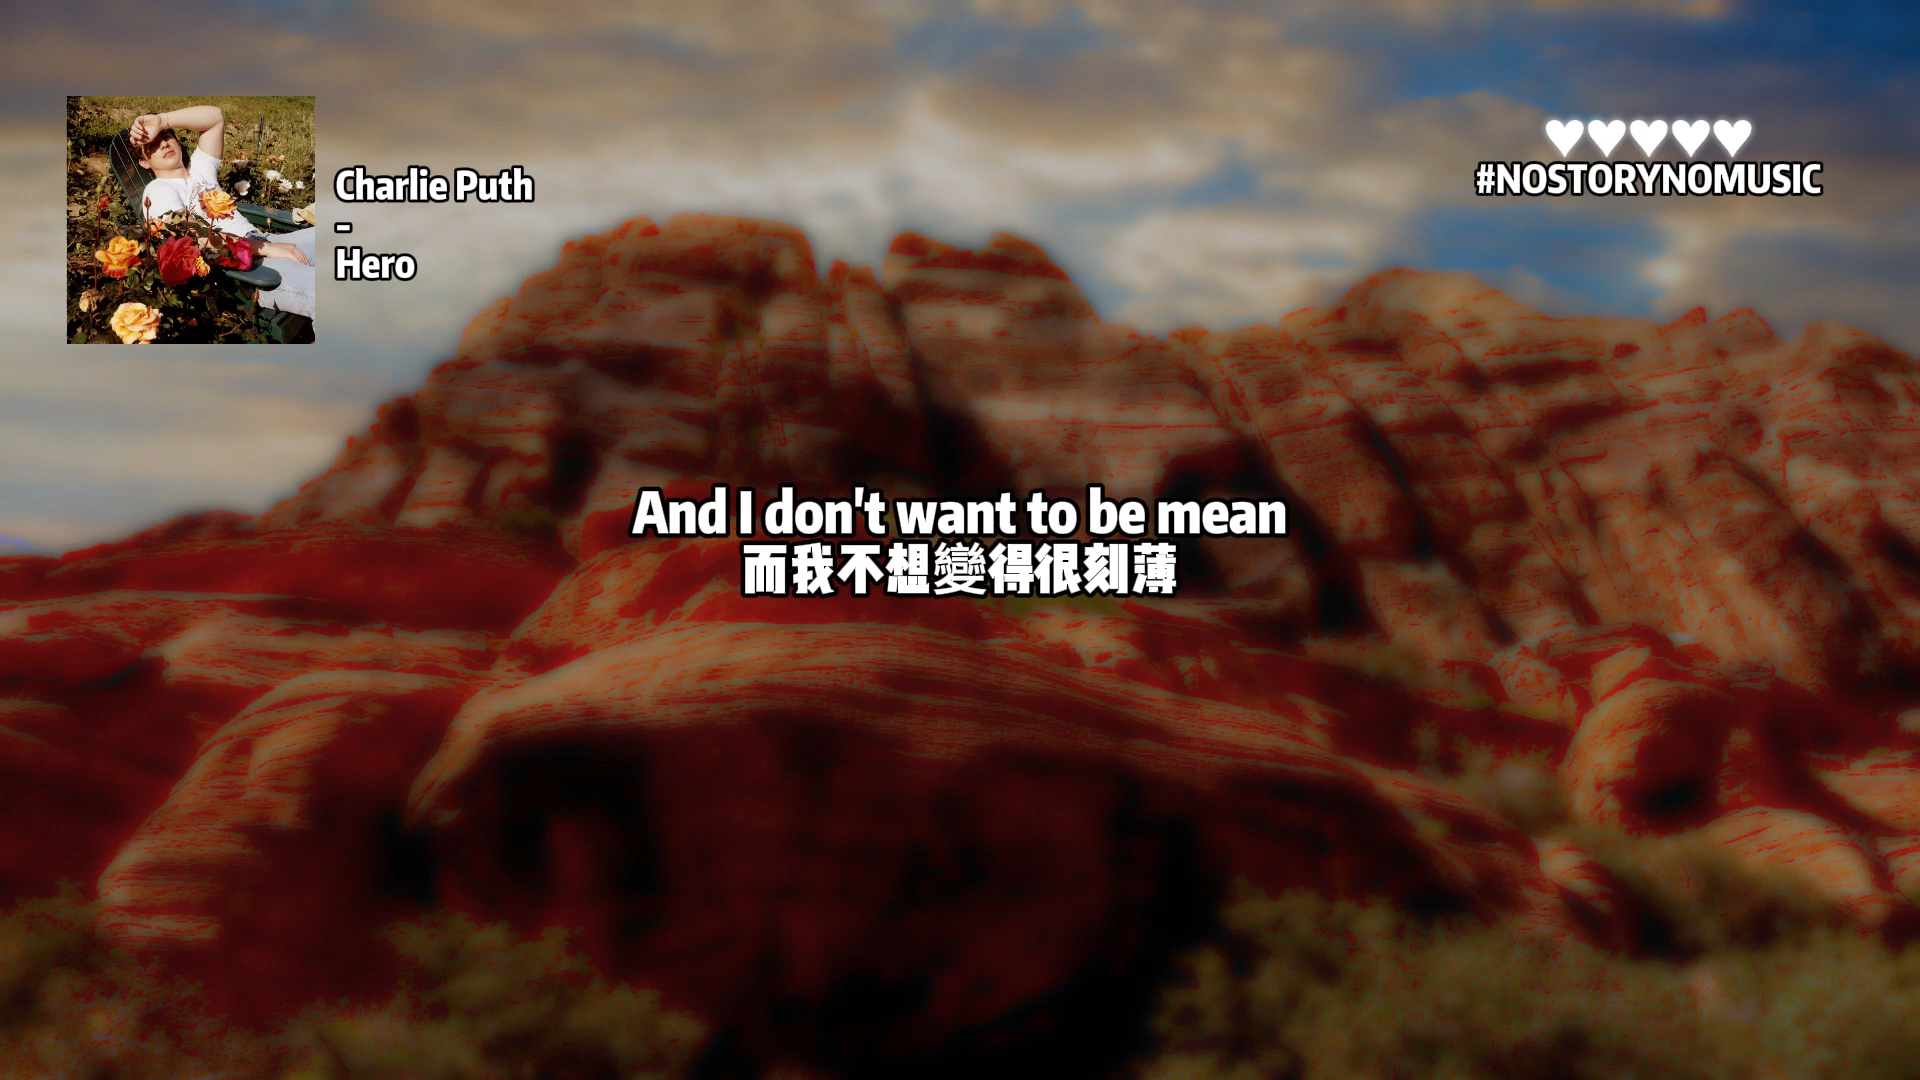 Charlie Puth
-
Hero
♥♥♥♥♥
#NOSTORYNOMUSIC
And I don't want to be mean
而我不想變得很刻薄